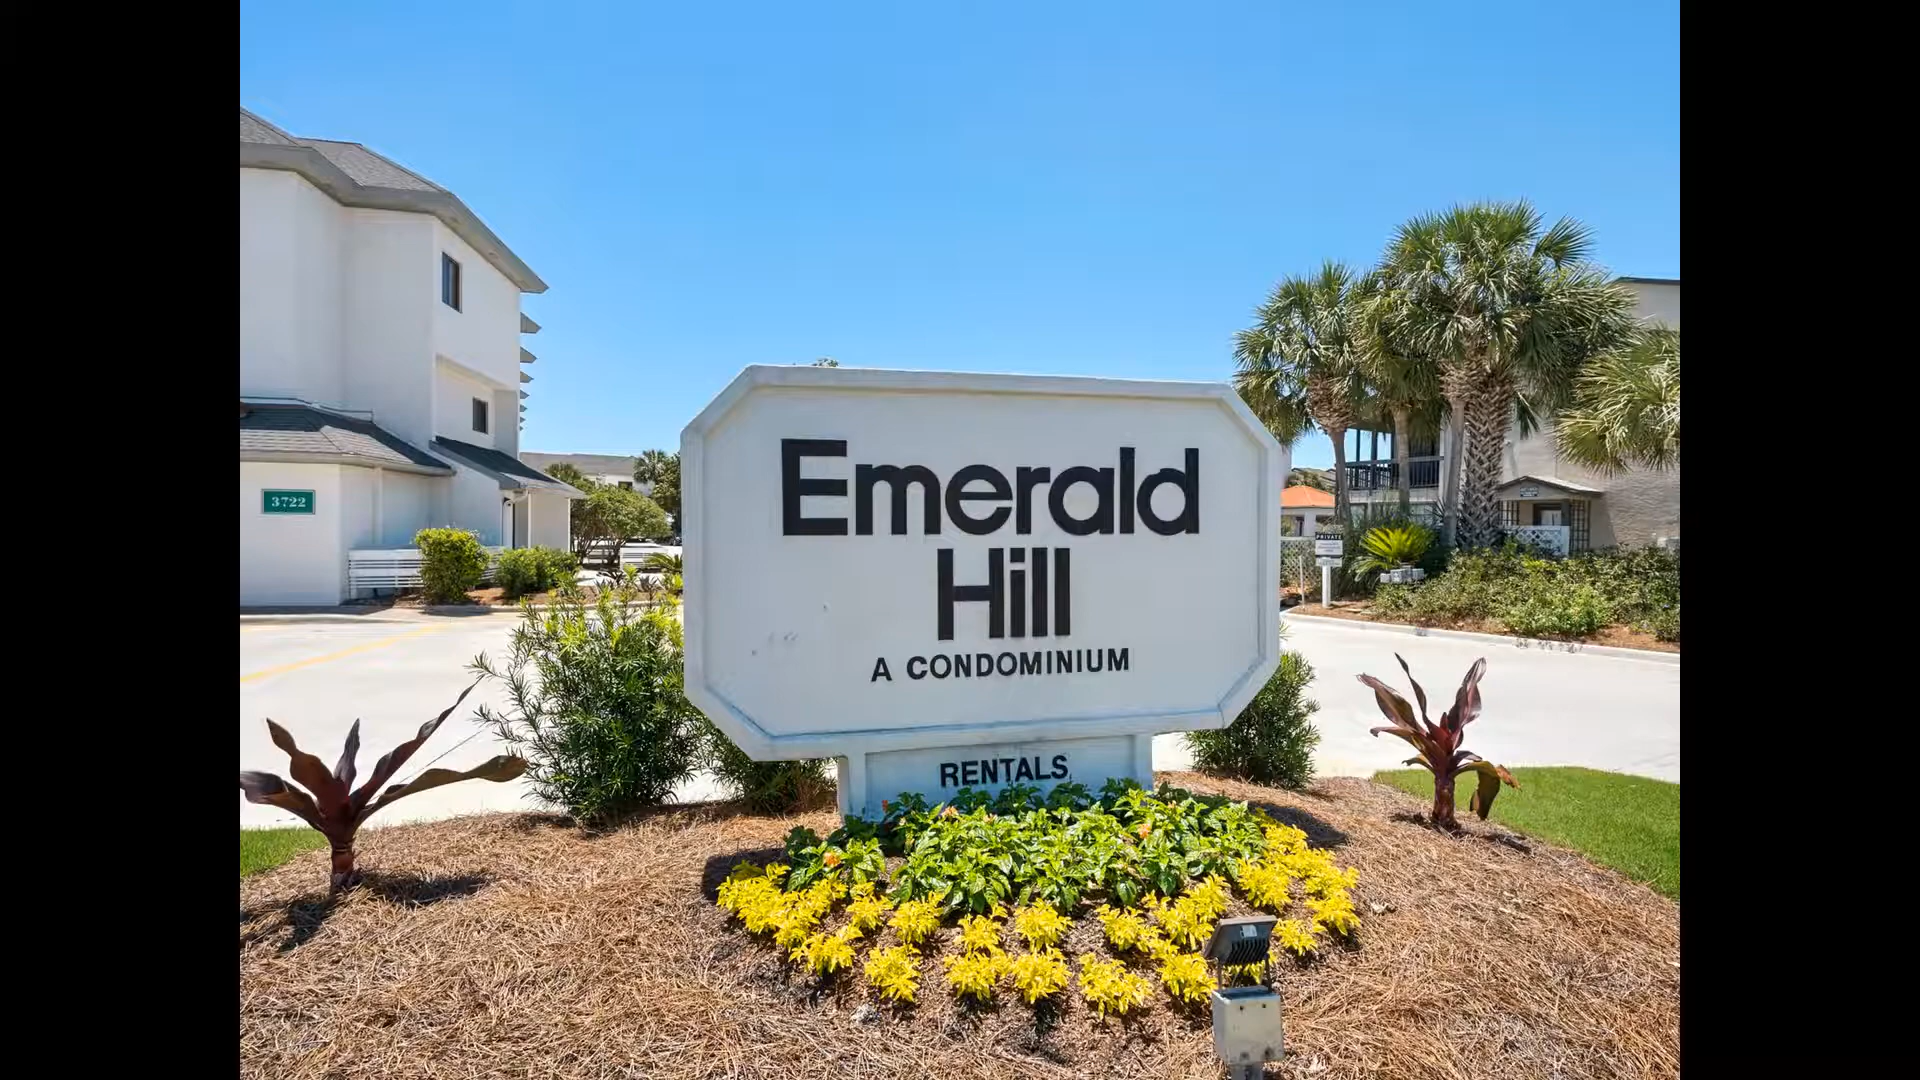 Emerald
Hill
A CONDOMINIUM
RENTALS
3722
PRIVATE